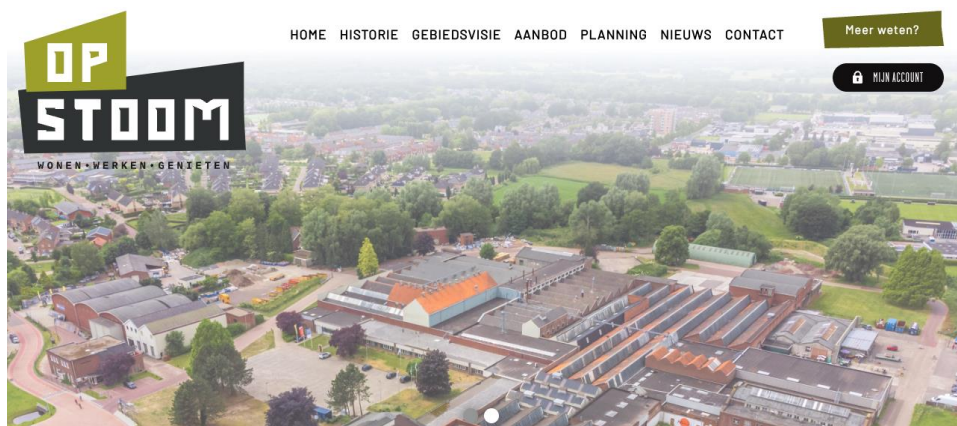 OP
STOOM
WONEN•WERKEN•GENIETEN
HOME HISTORIE GEBIEDSVISIE AANBOD PLANNING NIEUWS CONTACT
Meer weten?
MIJN ACCOUNT